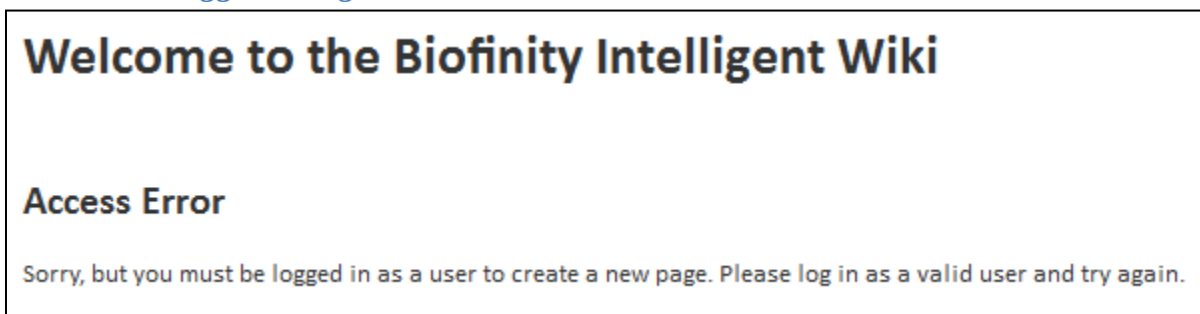 Welcome to the Biofinity Intelligent Wiki
Access Error
Sorry, but you must be logged in as a user to create a new page. Please log in as a valid user and try again.